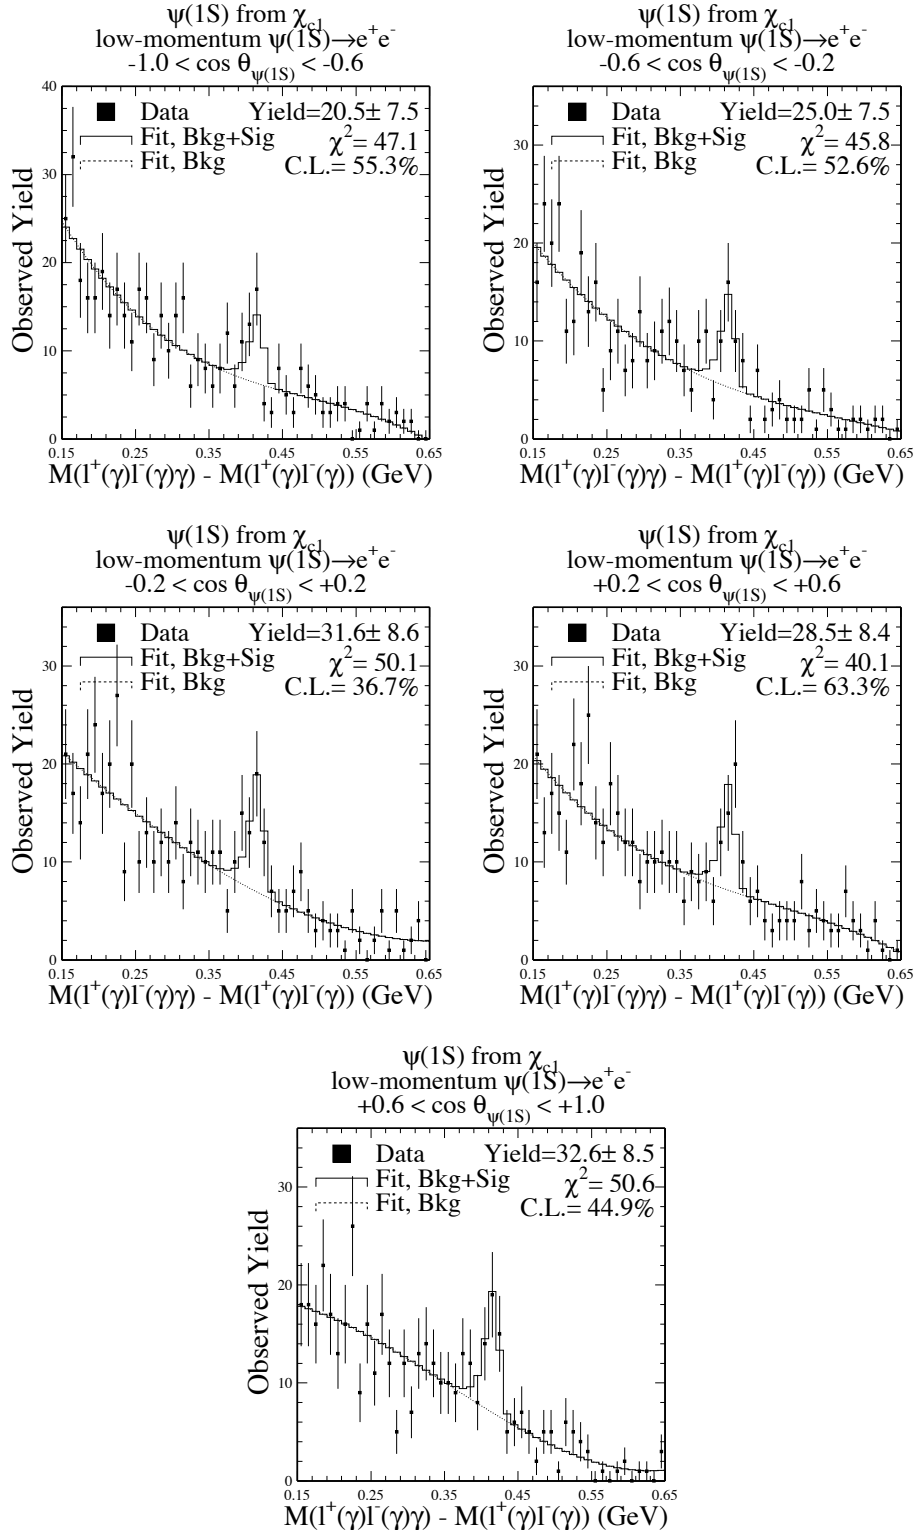 ψ(1S) from χc1
low-momentum ψ(1S)→e⁺e⁻
-1.0 < cos θψ(1S) < -0.6
Observed Yield
40
30
20
10
0
Data Yield=20.5± 7.5
Fit, Bkg+Sig χ²= 47.1
Fit, Bkg C.L.= 55.3%
0.15 0.25 0.35 0.45 0.55 0.65
M(l⁺(γ)l⁻(γ)γ) - M(l⁺(γ)l⁻(γ)) (GeV)
ψ(1S) from χc1
low-momentum ψ(1S)→e⁺e⁻
-0.6 < cos θψ(1S) < -0.2
Observed Yield
30
20
10
0
Data Yield=25.0± 7.5
Fit, Bkg+Sig χ²= 45.8
Fit, Bkg C.L.= 52.6%
0.15 0.25 0.35 0.45 0.55 0.65
M(l⁺(γ)l⁻(γ)γ) - M(l⁺(γ)l⁻(γ)) (GeV)
ψ(1S) from χc1
low-momentum ψ(1S)→e⁺e⁻
-0.2 < cos θψ(1S) < +0.2
Observed Yield
30
20
10
0
Data Yield=31.6± 8.6
Fit, Bkg+Sig χ²= 50.1
Fit, Bkg C.L.= 36.7%
0.15 0.25 0.35 0.45 0.55 0.65
M(l⁺(γ)l⁻(γ)γ) - M(l⁺(γ)l⁻(γ)) (GeV)
ψ(1S) from χc1
low-momentum ψ(1S)→e⁺e⁻
+0.2 < cos θψ(1S) < +0.6
Observed Yield
30
20
10
0
Data Yield=28.5± 8.4
Fit, Bkg+Sig χ²= 40.1
Fit, Bkg C.L.= 63.3%
0.15 0.25 0.35 0.45 0.55 0.65
M(l⁺(γ)l⁻(γ)γ) - M(l⁺(γ)l⁻(γ)) (GeV)
ψ(1S) from χc1
low-momentum ψ(1S)→e⁺e⁻
+0.6 < cos θψ(1S) < +1.0
Observed Yield
30
20
10
0
Data Yield=32.6± 8.5
Fit, Bkg+Sig χ²= 50.6
Fit, Bkg C.L.= 44.9%
0.15 0.25 0.35 0.45 0.55 0.65
M(l⁺(γ)l⁻(γ)γ) - M(l⁺(γ)l⁻(γ)) (GeV)